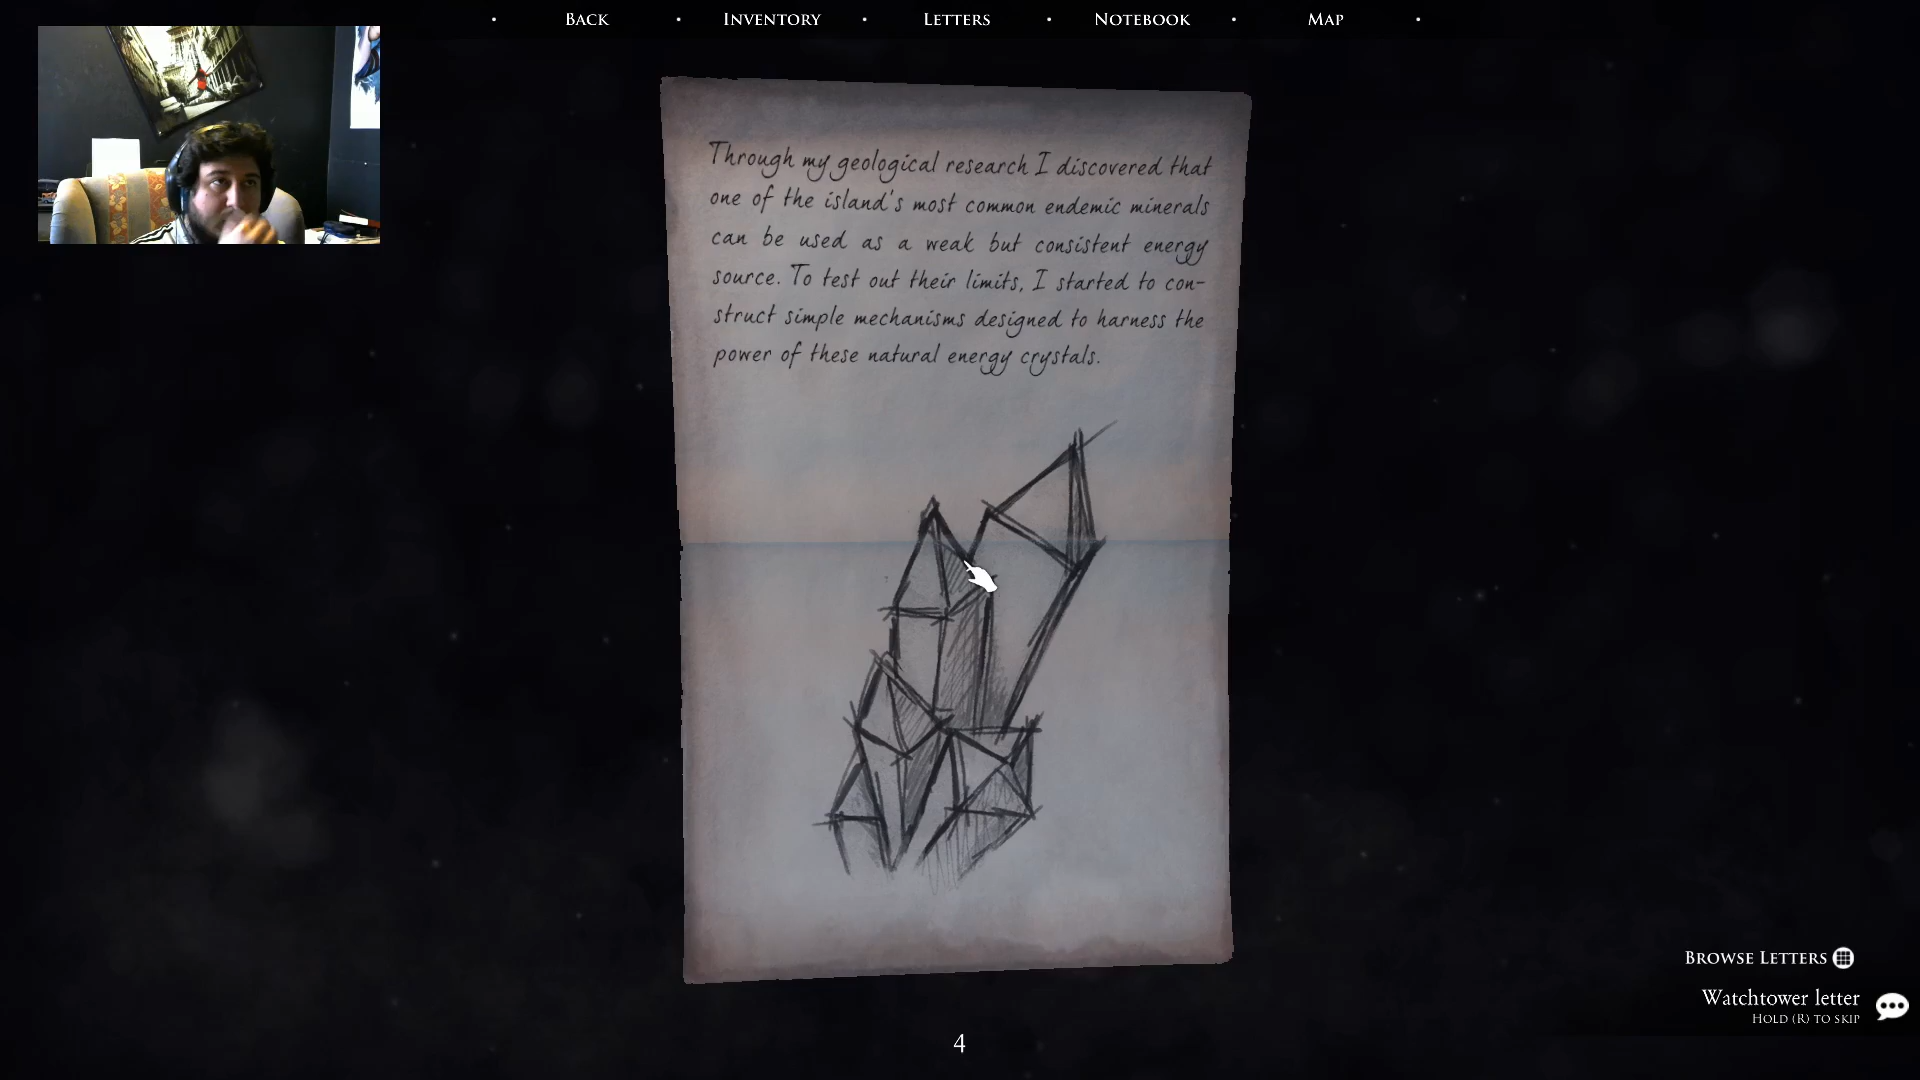 BACK
INVENTORY
LETTERS
NOTEBOOK
MAP
Through my geological research I discovered that
one of the island's most common endemic minerals
can be used as a weak but consistent energy
source. To test out their limits, I started to con-
struct simple mechanisms designed to harness the
power of these natural energy crystals.
BROWSE LETTERS
Watchtower letter
HOLD (R) TO SKIP
4